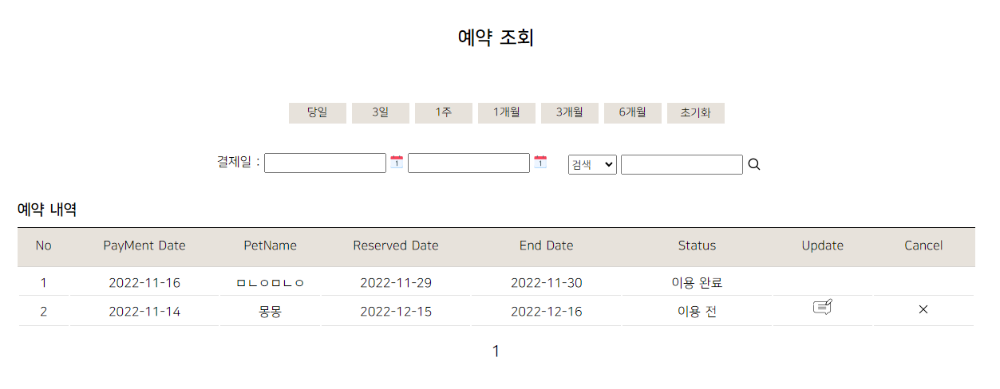 예약 조회
당일 3일 1주 1개월 3개월 6개월 초기화
결제일 : 1 1 검색
예약 내역
No PayMent Date PetName Reserved Date End Date Status Update Cancel
1 2022-11-16 ㅁㄴㅇㅁㄴㅇ 2022-11-29 2022-11-30 이용 완료
2 2022-11-14 몽몽 2022-12-15 2022-12-16 이용 전
1